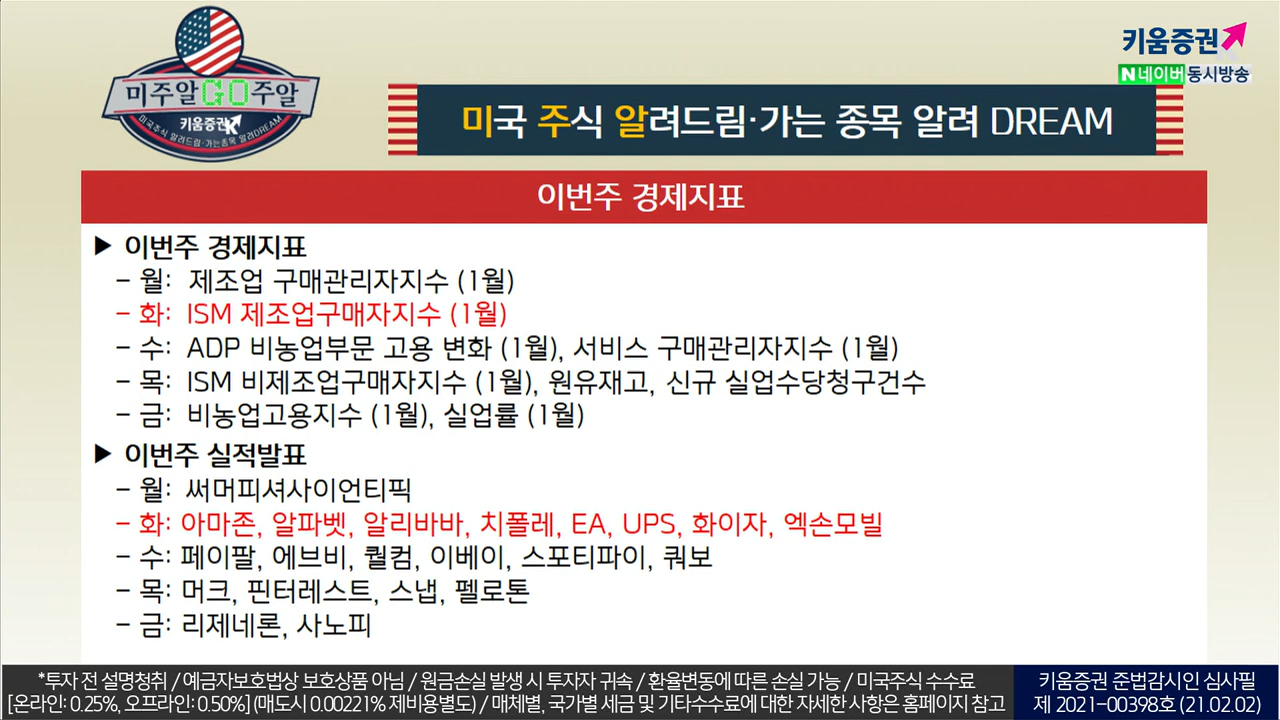 미주알GO주알
키움증권
미국주식 알려드림·가는종목 알려DREAM
키움증권
N 네이버 동시방송
미국 주식 알려드림·가는 종목 알려 DREAM
이번주 경제지표
▶ 이번주 경제지표
- 월: 제조업 구매관리자지수 (1월)
- 화: ISM 제조업구매자지수 (1월)
- 수: ADP 비농업부문 고용 변화 (1월), 서비스 구매관리자지수 (1월)
- 목: ISM 비제조업구매자지수 (1월), 원유재고, 신규 실업수당청구건수
- 금: 비농업고용지수 (1월), 실업률 (1월)
▶ 이번주 실적발표
- 월: 써머피셔사이언티픽
- 화: 아마존, 알파벳, 알리바바, 치폴레, EA, UPS, 화이자, 엑손모빌
- 수: 페이팔, 에브비, 퀄컴, 이베이, 스포티파이, 쿼보
- 목: 머크, 핀터레스트, 스냅, 펠로톤
- 금: 리제네론, 사노피
*투자 전 설명청취 / 예금자보호법상 보호상품 아님 / 원금손실 발생 시 투자자 귀속 / 환율변동에 따른 손실 가능 / 미국주식 수수료
[온라인: 0.25%, 오프라인: 0.50%] (매도시 0.00221% 제비용별도) / 매체별, 국가별 세금 및 기타수수료에 대한 자세한 사항은 홈페이지 참고
키움증권 준법감시인 심사필
제 2021-00398호 (21.02.02)